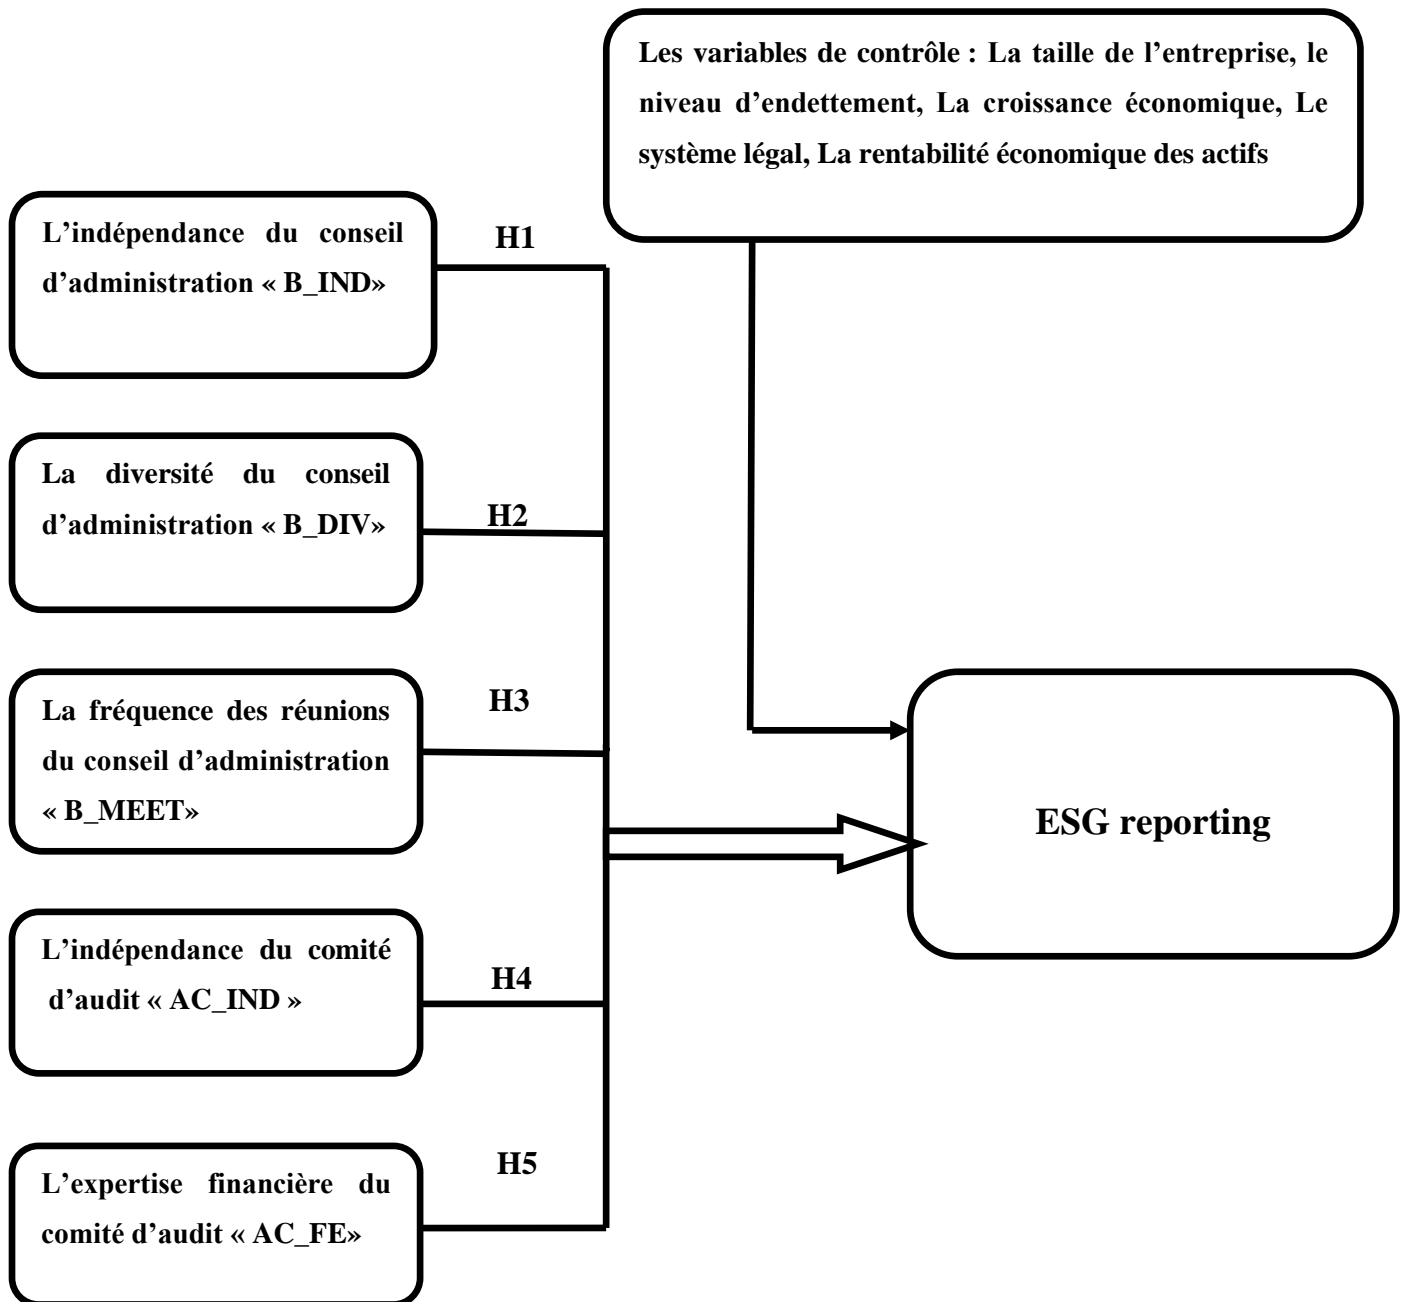 Les variables de contrôle : La taille de l’entreprise, le
niveau d’endettement, La croissance économique, Le
système légal, La rentabilité économique des actifs
L’indépendance du conseil
d’administration « B_IND»
H1
La diversité du conseil
d’administration « B_DIV»
H2
La fréquence des réunions
du conseil d’administration
« B_MEET»
H3
ESG reporting
L’indépendance du comité
d’audit « AC_IND »
H4
L’expertise financière du
comité d’audit « AC_FE»
H5